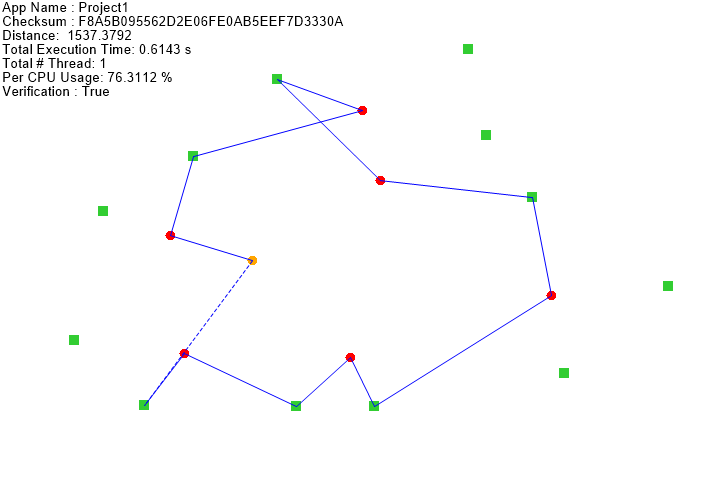 App Name : Project1
Checksum : F8A5B095562D2E06FE0AB5EEF7D3330A
Distance:  1537.3792
Total Execution Time: 0.6143 s
Total # Thread: 1
Per CPU Usage: 76.3112 %
Verification : True